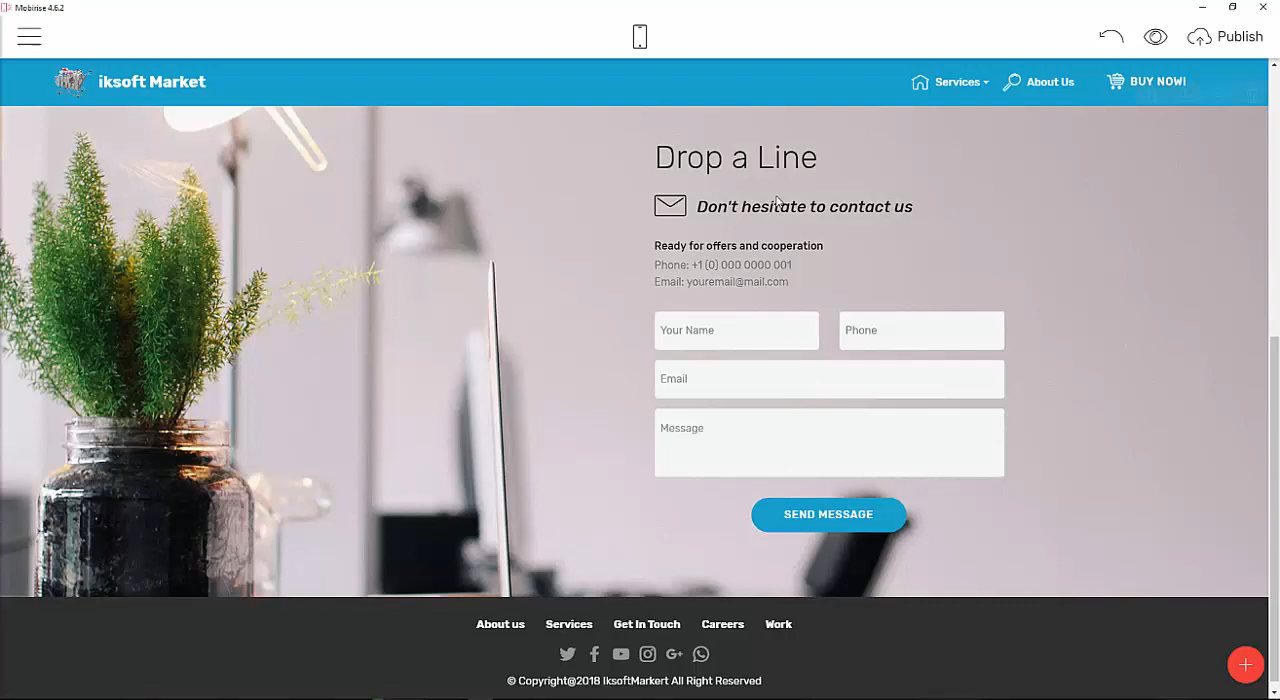 Mobirise 4.6.2
Publish
iksoft Market
Services
About Us
BUY NOW!
Drop a Line
Don't hesitate to contact us
Ready for offers and cooperation
Phone: +1 (0) 000 0000 001
Email: youremail@mail.com
Your Name
Phone
Email
Message
SEND MESSAGE
About us Services Get In Touch Careers Work
© Copyright@2018 IksoftMarkert All Right Reserved